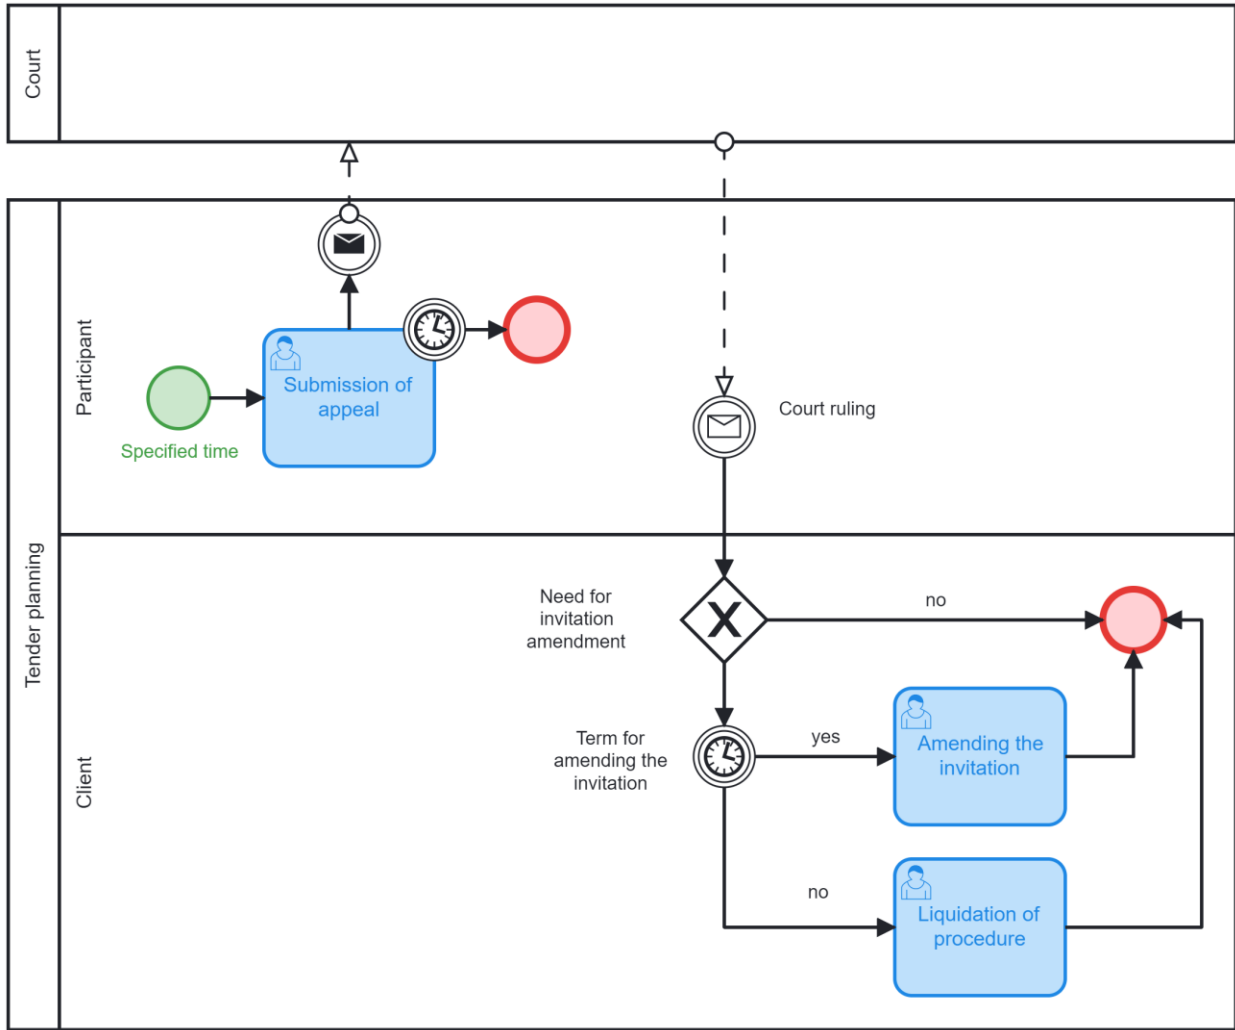 Court
Tender planning
Participant
Specified time
Submission of
appeal
Court ruling
Client
Need for
invitation
amendment
no
Term for
amending the
invitation
yes
Amending the
invitation
no
Liquidation of
procedure